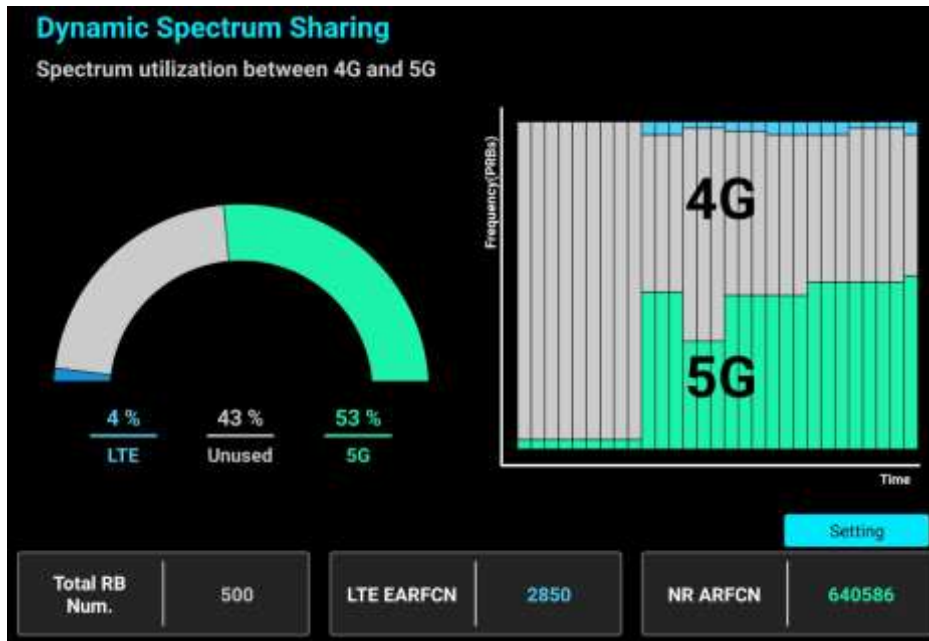 Dynamic Spectrum Sharing
Spectrum utilization between 4G and 5G
4 %
LTE
43 %
Unused
53 %
5G
Frequency(PRBs)
4G
5G
Time
Setting
Total RB
Num.
500
LTE EARFCN
2850
NR ARFCN
640586